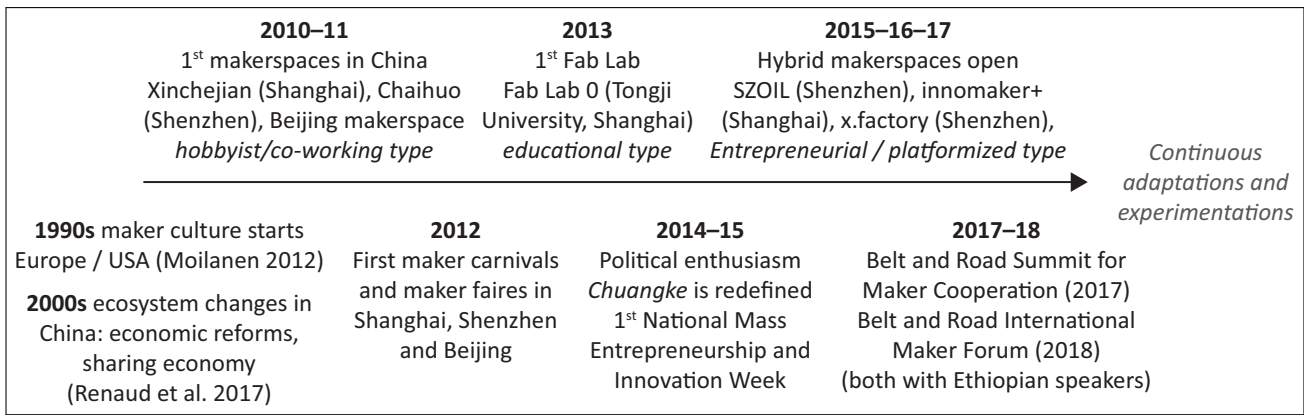 2010–11
1st makerspaces in China
Xinchejian (Shanghai), Chaihuo
(Shenzhen), Beijing makerspace
hobbyist/co-working type
2013
1st Fab Lab
Fab Lab 0 (Tongji
University, Shanghai)
educational type
2015–16–17
Hybrid makerspaces open
SZOIL (Shenzhen), innomaker+
(Shanghai), x.factory (Shenzhen),
Entrepreneurial / platformized type
Continuous
adaptations and
experimentations
1990s maker culture starts
Europe / USA (Moilanen 2012)
2000s ecosystem changes in
China: economic reforms,
sharing economy
(Renaud et al. 2017)
2012
First maker carnivals
and maker faires in
Shanghai, Shenzhen
and Beijing
2014–15
Political enthusiasm
Chuangke is redefined
1st National Mass
Entrepreneurship and
Innovation Week
2017–18
Belt and Road Summit for
Maker Cooperation (2017)
Belt and Road International
Maker Forum (2018)
(both with Ethiopian speakers)